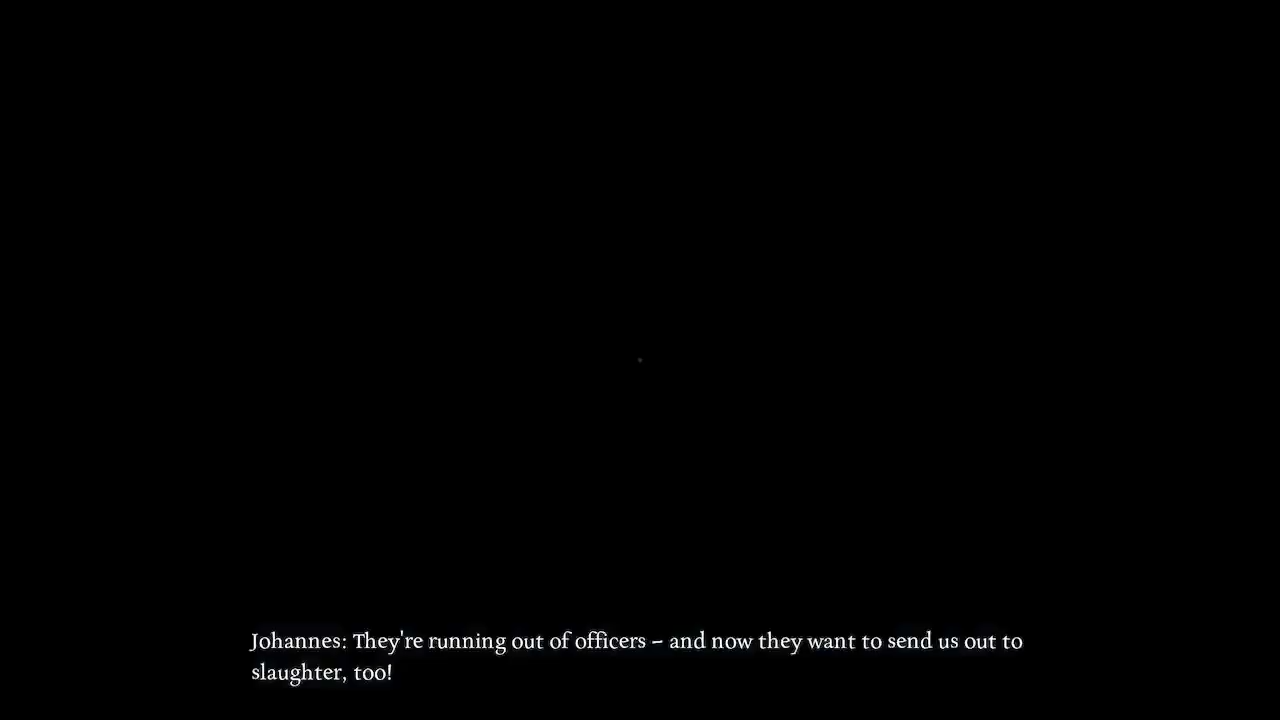 Johannes: They're running out of officers – and now they want to send us out to
slaughter, too!